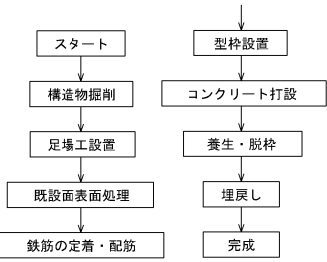 スタート
構造物掘削
足場工設置
既設面表面処理
鉄筋の定着・配筋
型枠設置
コンクリート打設
養生・脱枠
埋戻し
完成